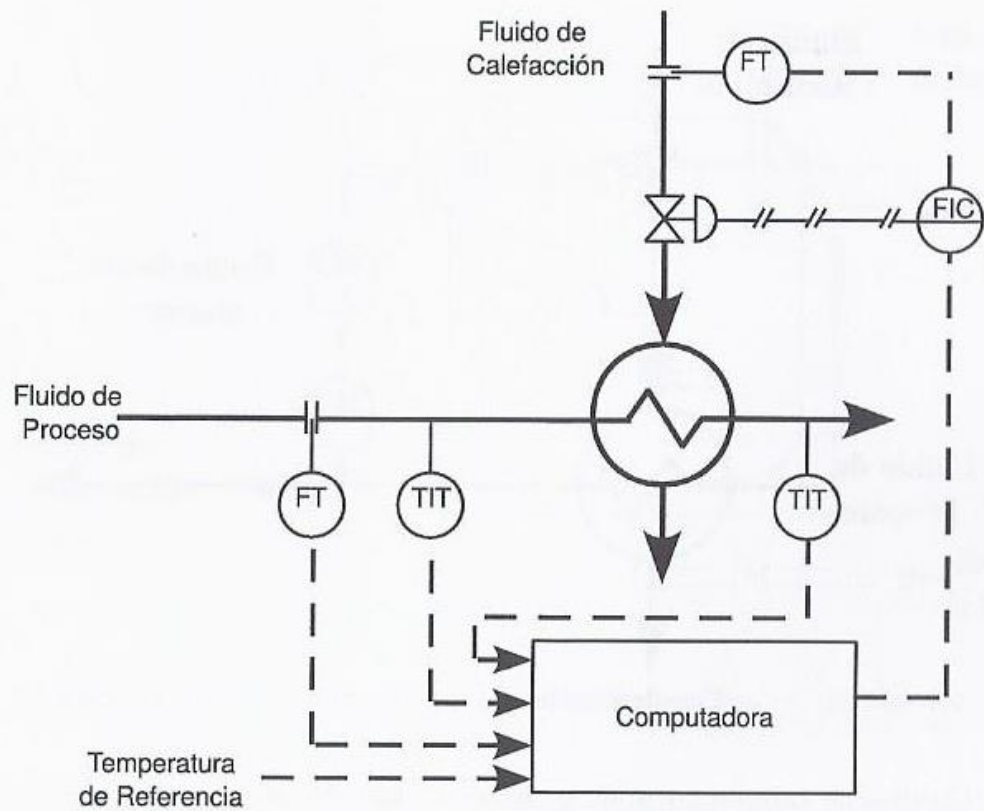 Fluido de
Calefacción
FT
FIC
Fluido de
Proceso
FT
TIT
TIT
Computadora
Temperatura
de Referencia